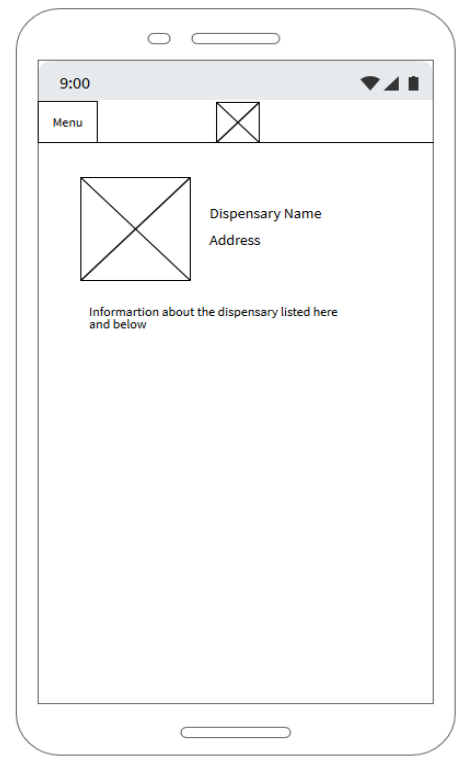 9:00
Menu
Dispensary Name
Address
Informartion about the dispensary listed here
and below